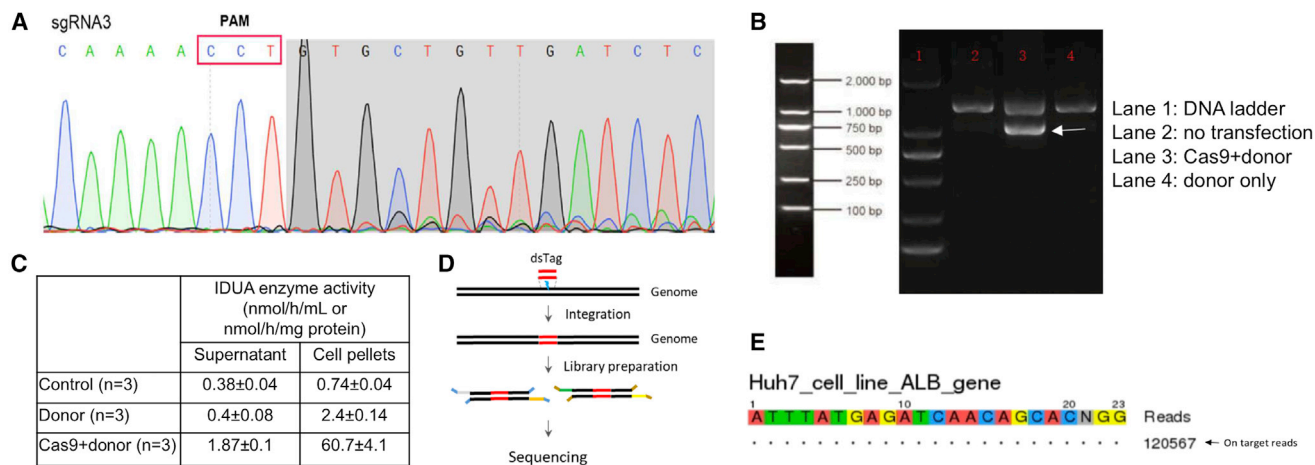 A
sgRNA3
PAM
C A A A A C C T G T G C T G T T G A T C T C
B
2.000 bp
1.000 bp
750 bp
500 bp
250 bp
100 bp
1 2 3 4
Lane 1: DNA ladder
Lane 2: no transfection
Lane 3: Cas9+donor
Lane 4: donor only
C
IDUA enzyme activity
(nmol/h/mL or
nmol/h/mg protein)
Supernatant Cell pellets
Control (n=3) 0.38±0.04 0.74±0.04
Donor (n=3) 0.4±0.08 2.4±0.14
Cas9+donor (n=3) 1.87±0.1 60.7±4.1
D
dsTag
Genome
Integration
Genome
Library preparation
Sequencing
E
Huh7_cell_line_ALB_gene
1 10 20 23
ATTTATGAGATCAACAGCACNGG Reads
. . . . . . . . . . . . . . . . . . . . . . . 120567 ← On target reads